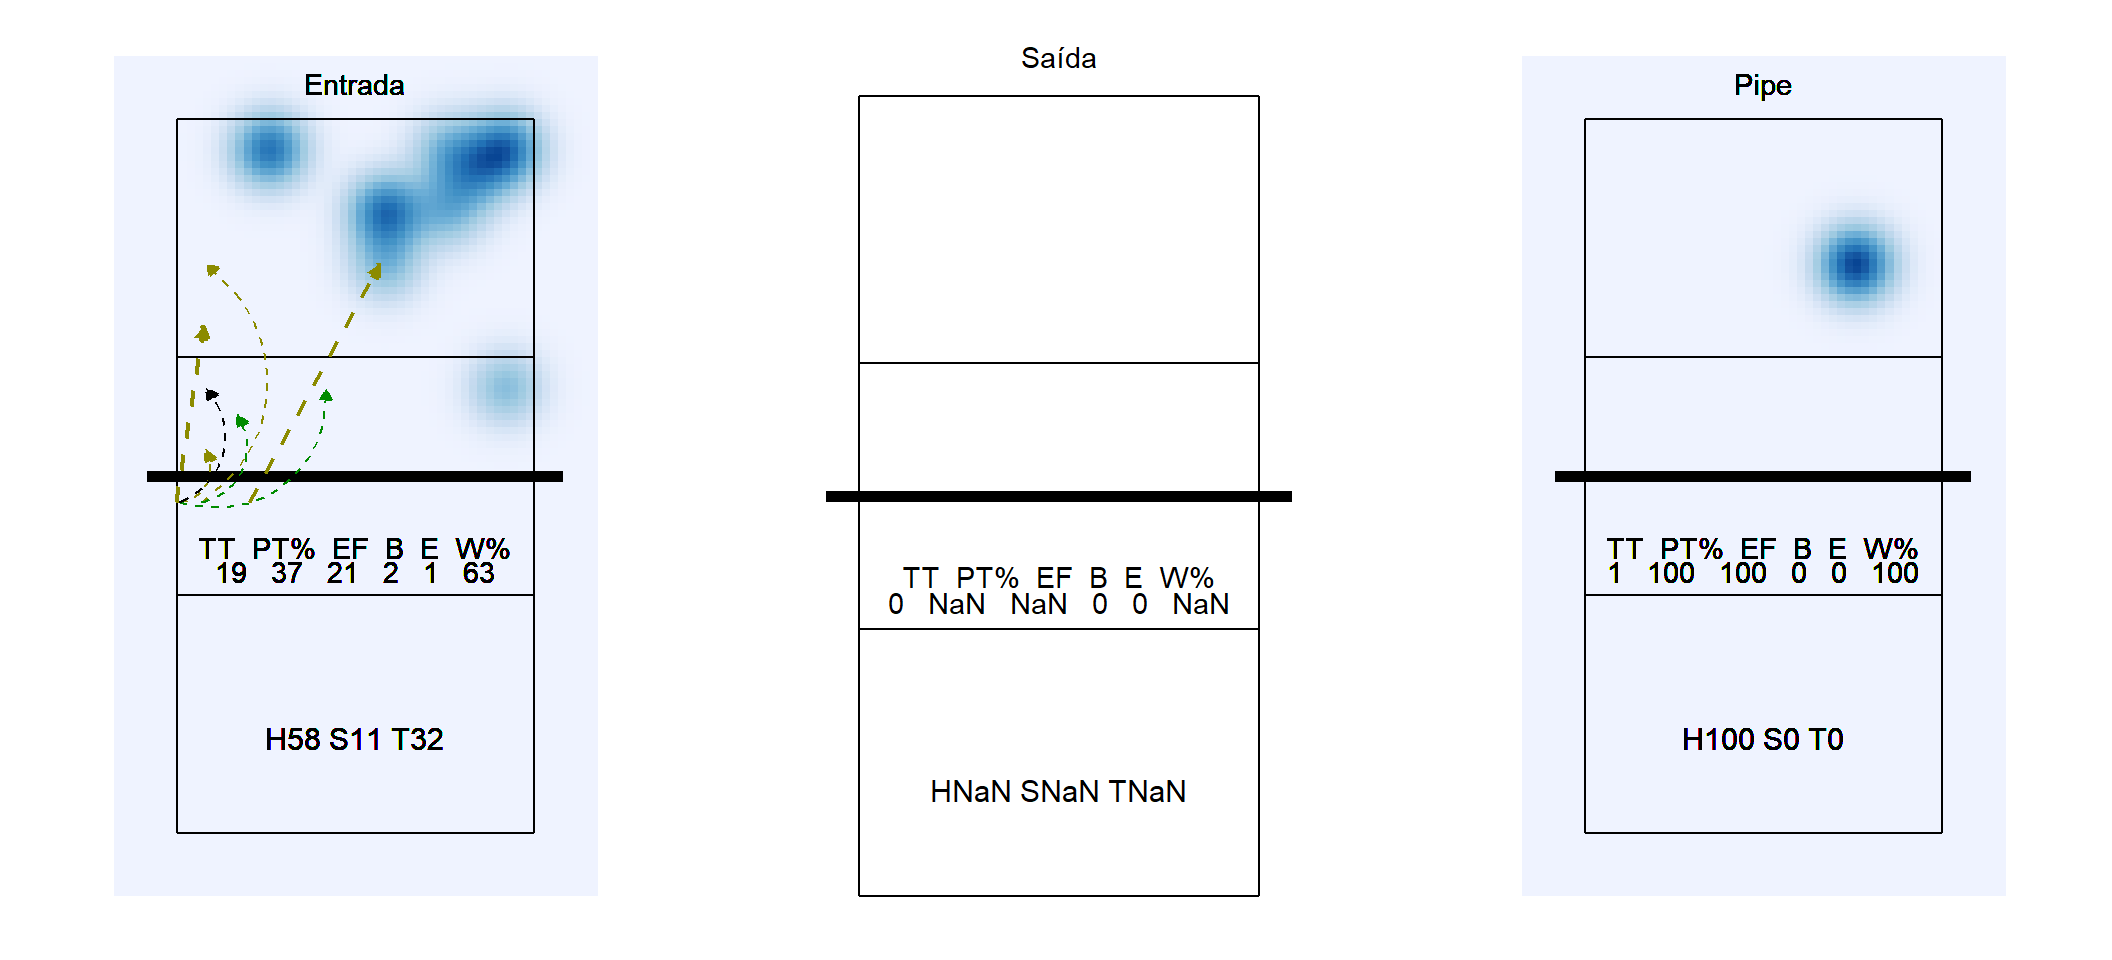 Entrada
TT PT% EF B E W%
19 37 21 2 1 63
H58 S11 T32
Saída
TT PT% EF B E W%
0 NaN NaN 0 0 NaN
HNaN SNaN TNaN
Pipe
TT PT% EF B E W%
1 100 100 0 0 100
H100 S0 T0